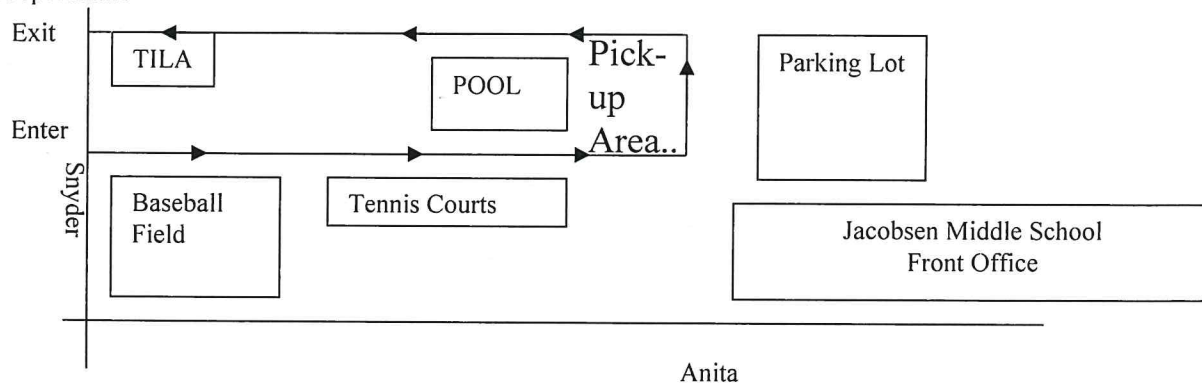 Exit
TILA
POOL
Pick-
up
Area..
Parking Lot
Enter
Snyder
Baseball
Field
Tennis Courts
Jacobsen Middle School
Front Office
Anita